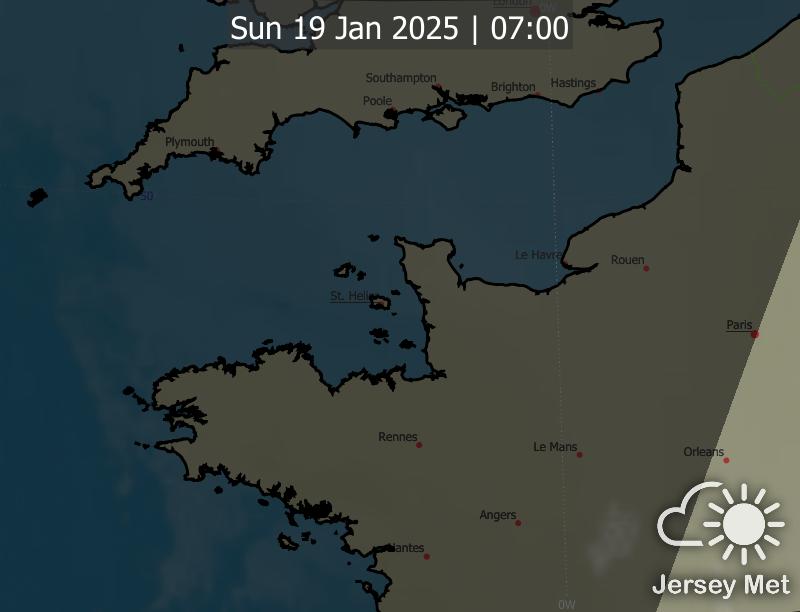 London
0W
Sun 19 Jan 2025 | 07:00
Southampton
Brighton
Hastings
Poole
Plymouth
50
Le Havre
Rouen
St. Helier
Paris
Rennes
Le Mans
Orleans
Angers
Nantes
Jersey Met
0W